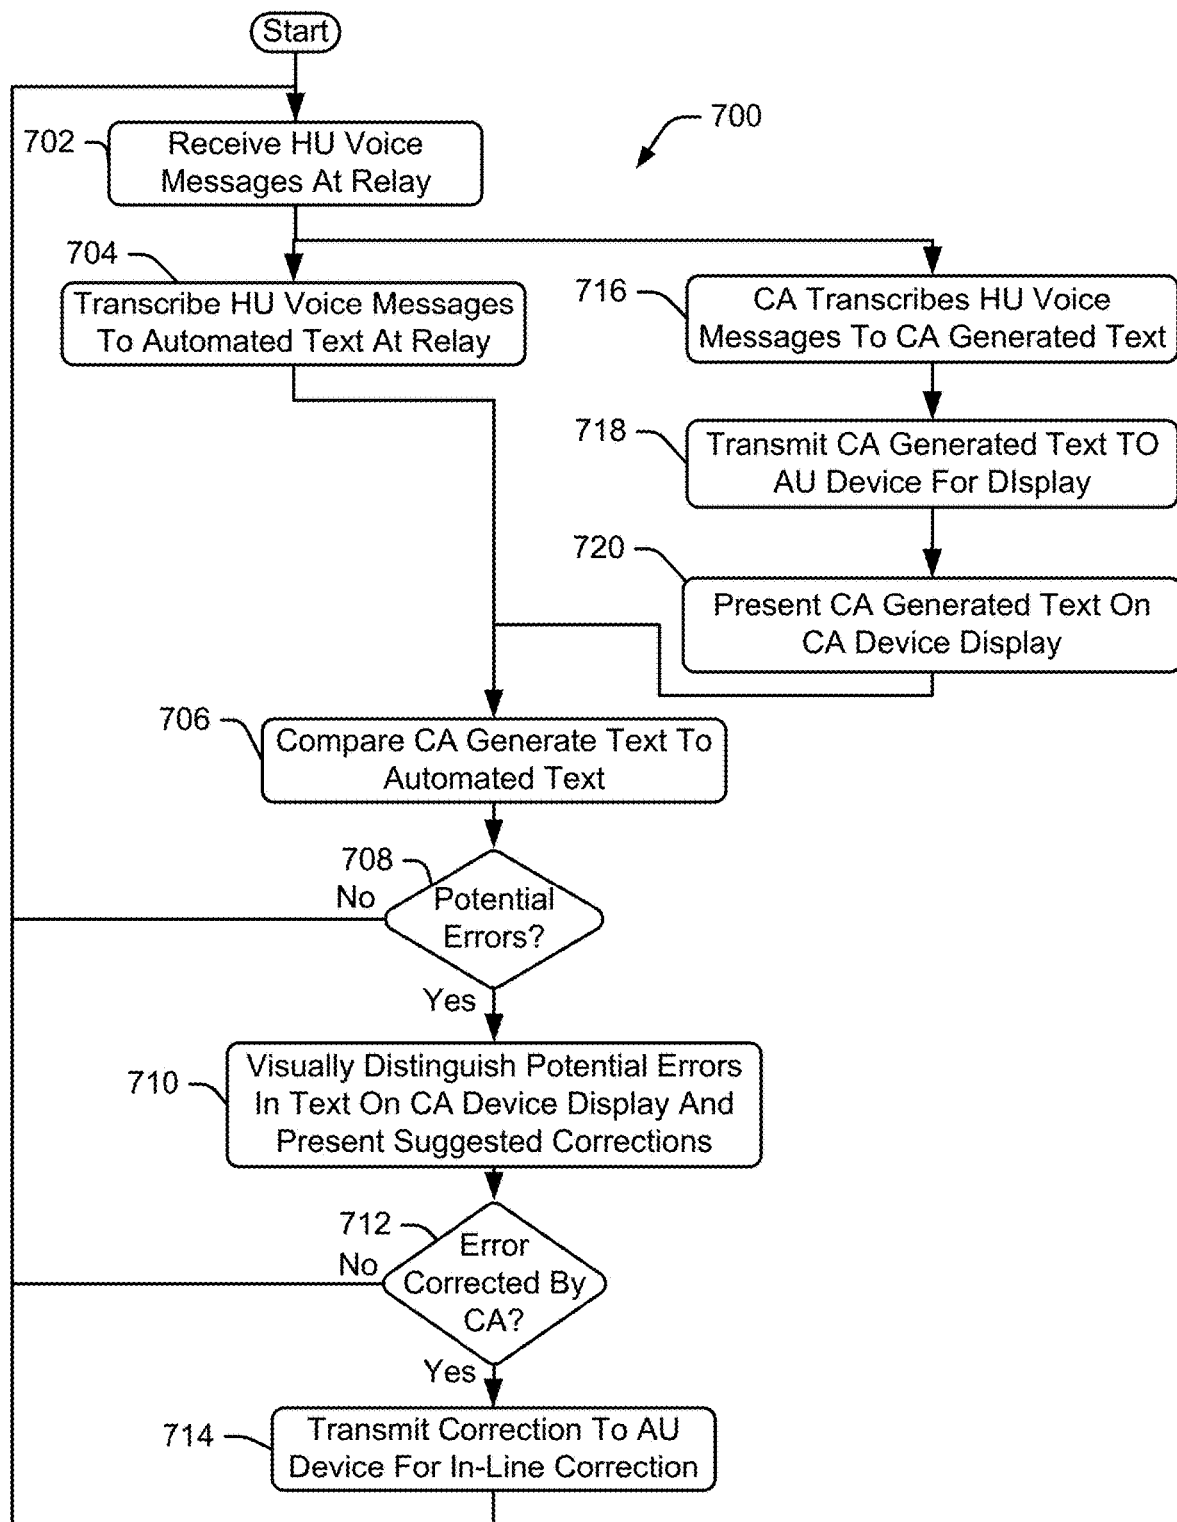 Start
700
702
Receive HU Voice
Messages At Relay
704
Transcribe HU Voice Messages
To Automated Text At Relay
716
CA Transcribes HU Voice
Messages To CA Generated Text
718
Transmit CA Generated Text TO
AU Device For DIsplay
720
Present CA Generated Text On
CA Device Display
706
Compare CA Generate Text To
Automated Text
708
Potential
Errors?
No
Yes
710
Visually Distinguish Potential Errors
In Text On CA Device Display And
Present Suggested Corrections
712
Error
Corrected By
CA?
No
Yes
714
Transmit Correction To AU
Device For In-Line Correction